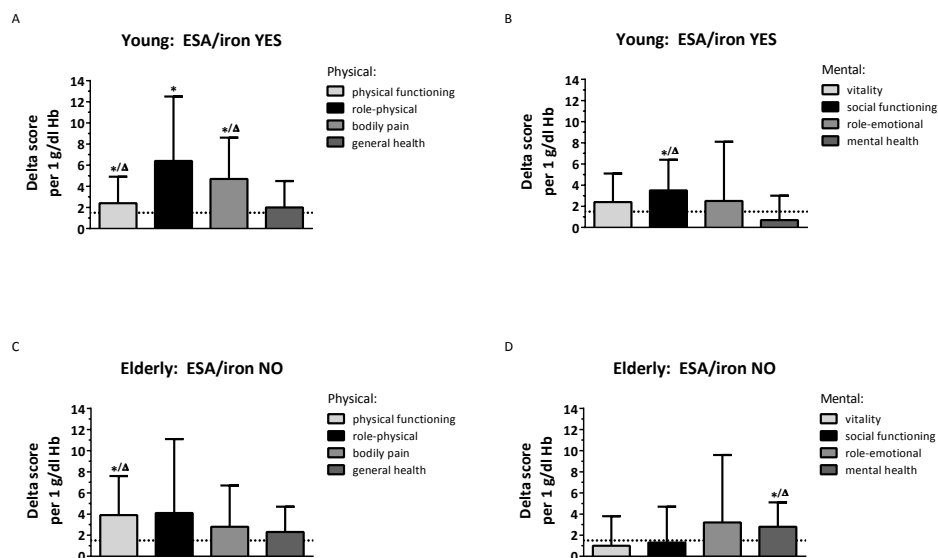 A
Young: ESA/iron YES
Delta score
per 1 g/dl Hb
14
12
10
8
6
4
2
0
*/Δ
*
*/Δ
Physical:
physical functioning
role-physical
bodily pain
general health
B
Young: ESA/iron YES
Delta score
per 1 g/dl Hb
14
12
10
8
6
4
2
0
*/Δ
Mental:
vitality
social functioning
role-emotional
mental health
C
Elderly: ESA/iron NO
Delta score
per 1 g/dl Hb
14
12
10
8
6
4
2
0
*/Δ
Physical:
physical functioning
role-physical
bodily pain
general health
D
Elderly: ESA/iron NO
Delta score
per 1 g/dl Hb
14
12
10
8
6
4
2
0
*/Δ
Mental:
vitality
social functioning
role-emotional
mental health